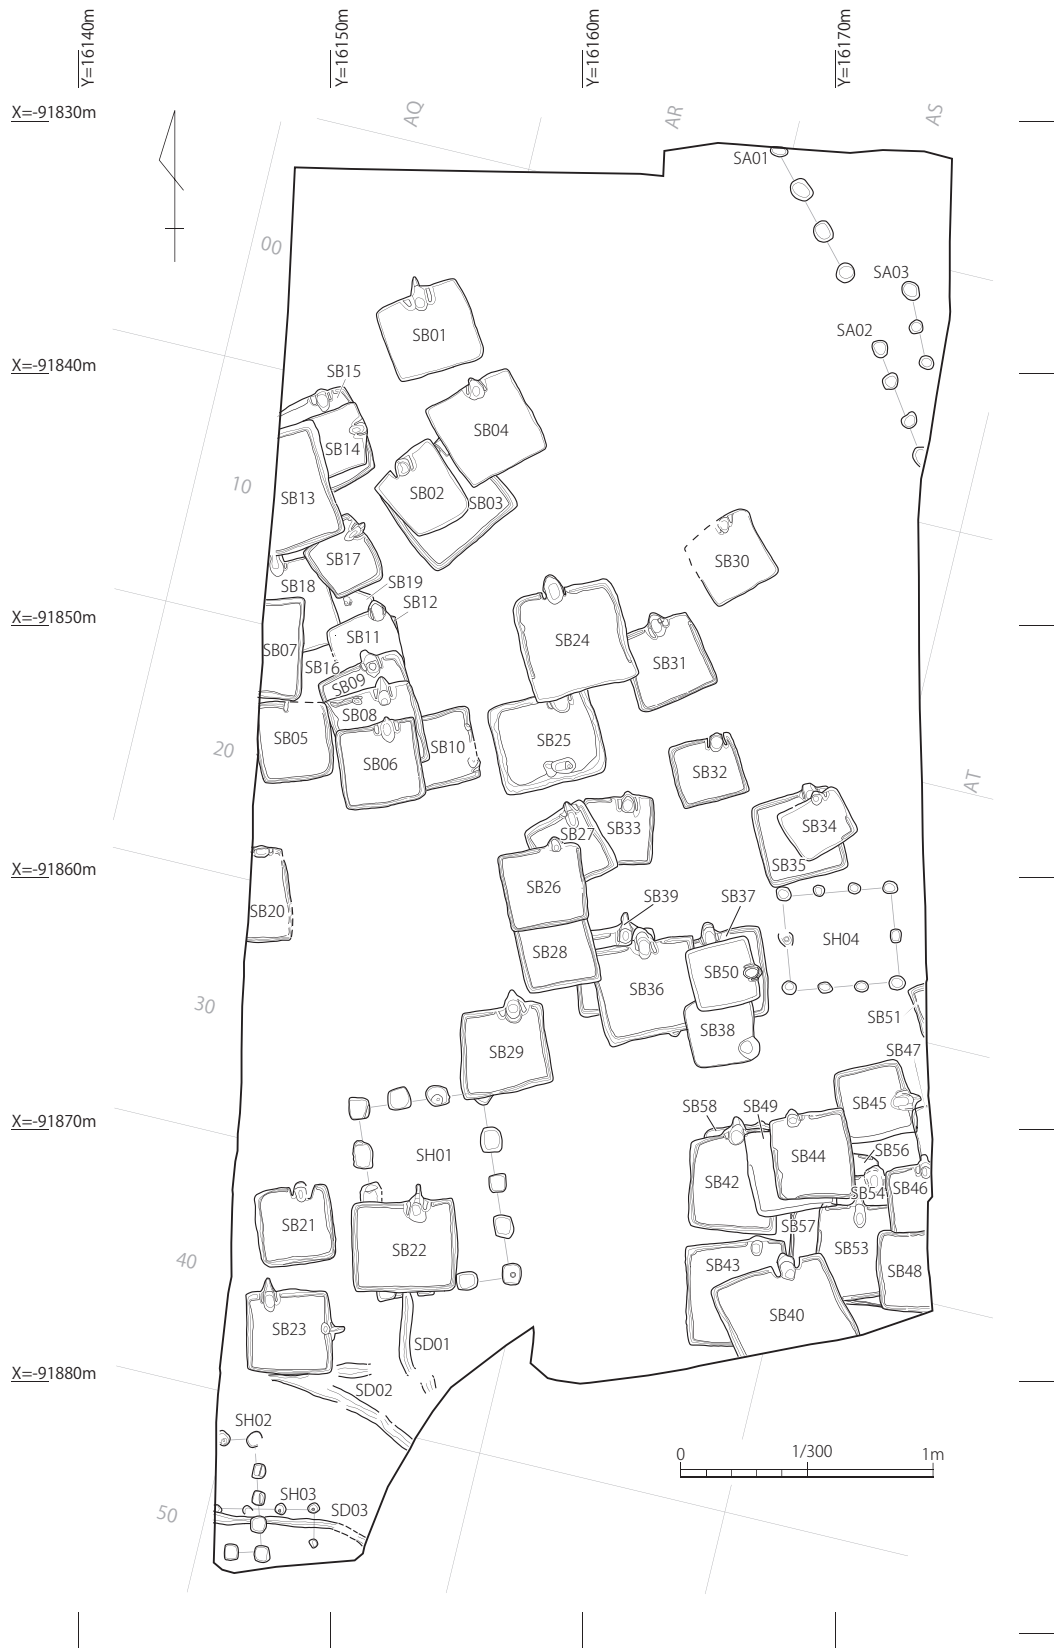 Y=16140m
Y=16150m
Y=16160m
Y=16170m
X=-91830m
AQ
AR
AS
SA01
00
SA03
SB01
SA02
X=-91840m
SB15
SB04
SB14
10
SB13
SB02
SB03
SB17
SB30
SB18
SB19
SB12
X=-91850m
SB11
SB24
SB07
SB16
SB31
SB09
SB08
SB05
SB10
SB25
20
SB06
SB32
AT
SB27
SB33
SB34
X=-91860m
SB35
SB26
SB39
SB37
SB20
SH04
SB28
SB50
SB36
30
SB51
SB38
SB29
SB47
SB45
SB58
SB49
X=-91870m
SH01
SB56
SB44
SB42
SB54
SB46
SB21
SB57
SB22
SB53
40
SB43
SB48
SB40
SB23
SD01
X=-91880m
SD02
SH02
0
1/300
1m
SH03
SD03
50